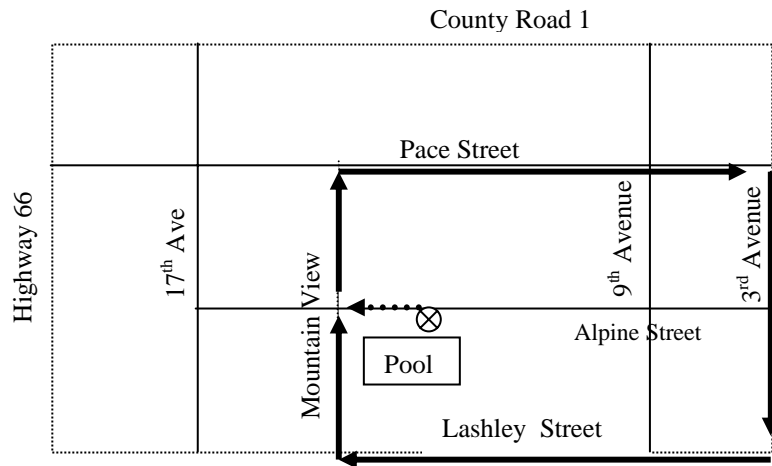 County Road 1
Pace Street
Highway 66
17th Ave
Mountain View
9th Avenue
3rd Avenue
Alpine Street
Pool
Lashley Street